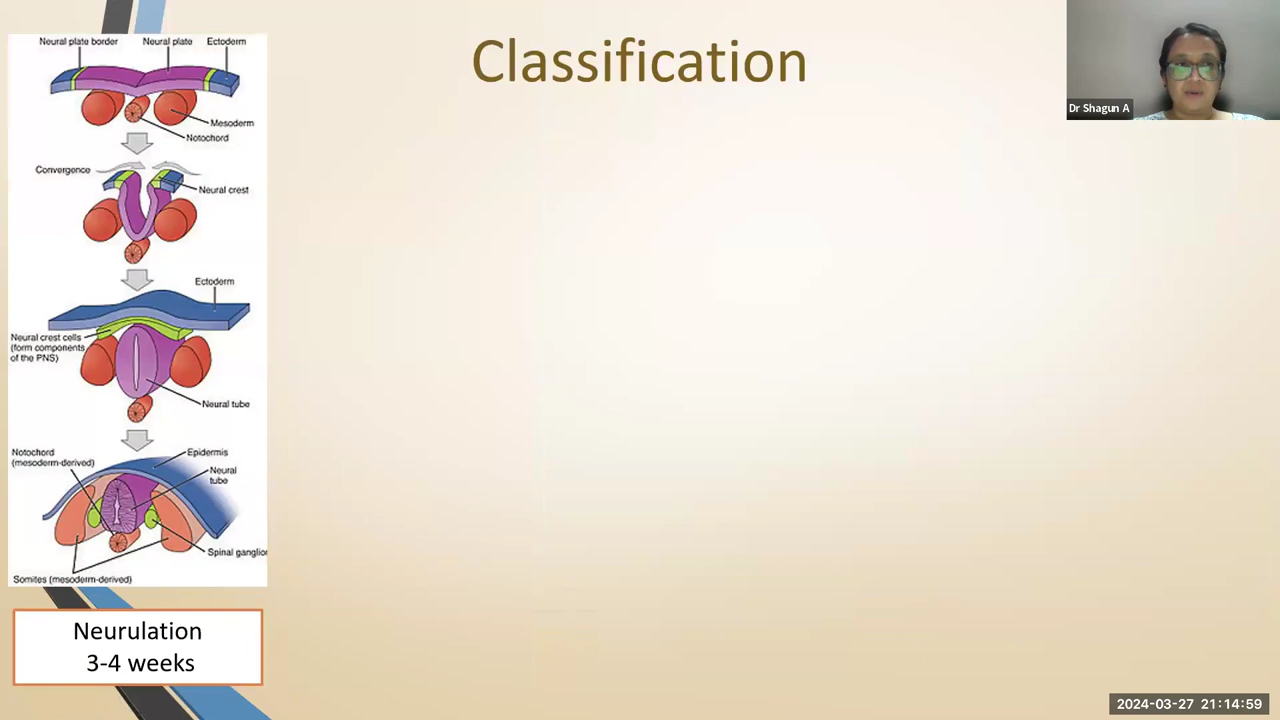 Classification
Neural plate border
Neural plate
Ectoderm
Mesoderm
Notochord
Convergence
Neural crest
Ectoderm
Neural crest cells
(form components
of the PNS)
Neural tube
Notochord
(mesoderm-derived)
Epidermis
Neural
tube
Spinal ganglion
Somites (mesoderm-derived)
Neurulation
3-4 weeks
Dr Shagun A
2024-03-27 21:14:59